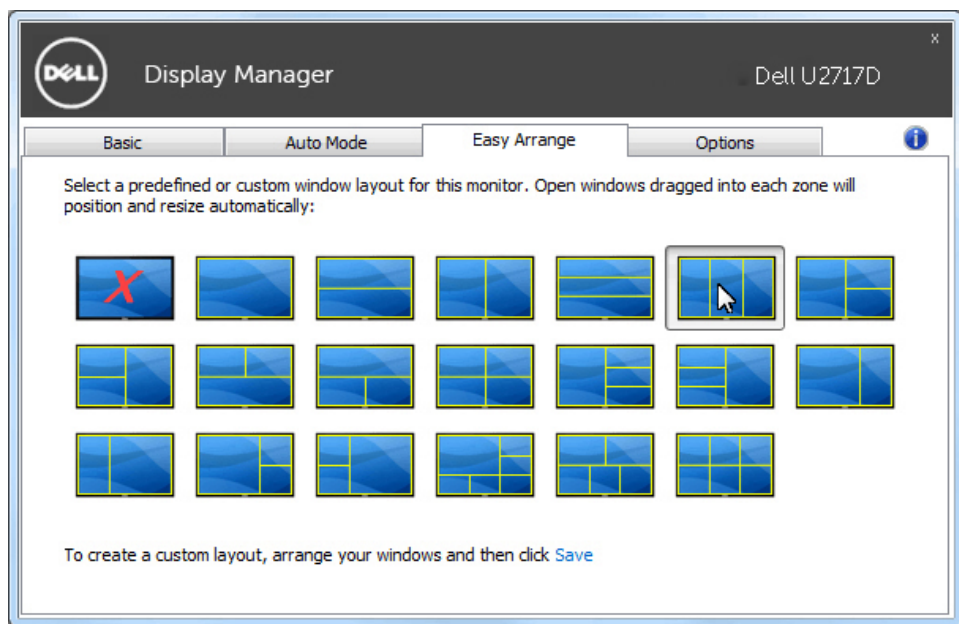 x
DELL
Display Manager
Dell U2717D
Basic
Auto Mode
Easy Arrange
Options
i
Select a predefined or custom window layout for this monitor. Open windows dragged into each zone will
position and resize automatically:
X
To create a custom layout, arrange your windows and then click Save